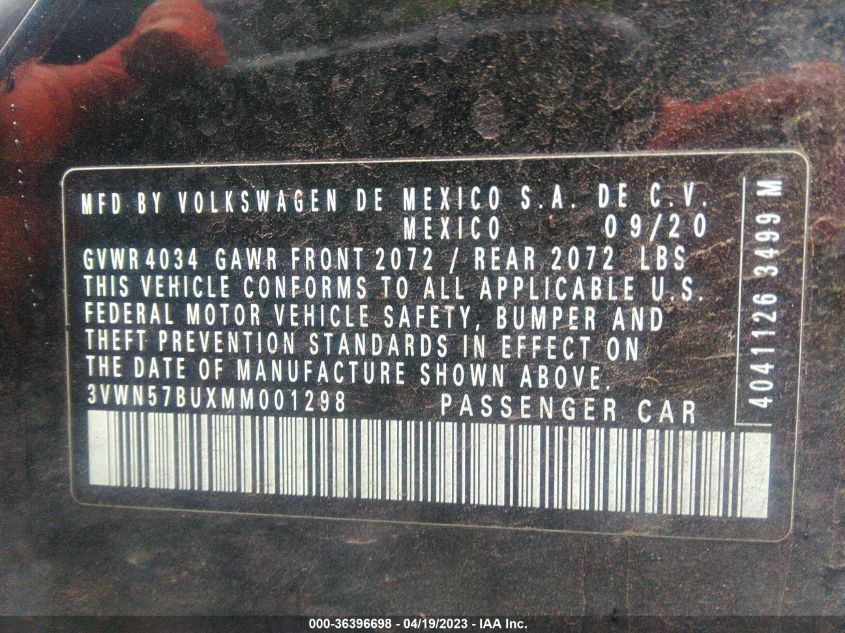 MFD BY VOLKSWAGEN DE MEXICO S.A. DE C.V.
MEXICO 09/20
GVWR 4034 GAWR FRONT 2072 / REAR 2072 LBS
THIS VEHICLE CONFORMS TO ALL APPLICABLE U.S.
FEDERAL MOTOR VEHICLE SAFETY, BUMPER AND
THEFT PREVENTION STANDARDS IN EFFECT ON
THE DATE OF MANUFACTURE SHOWN ABOVE.
3VWN57BUXMM001298 PASSENGER CAR
4041126 3499 M
000-36396698 - 04/19/2023 - IAA Inc.